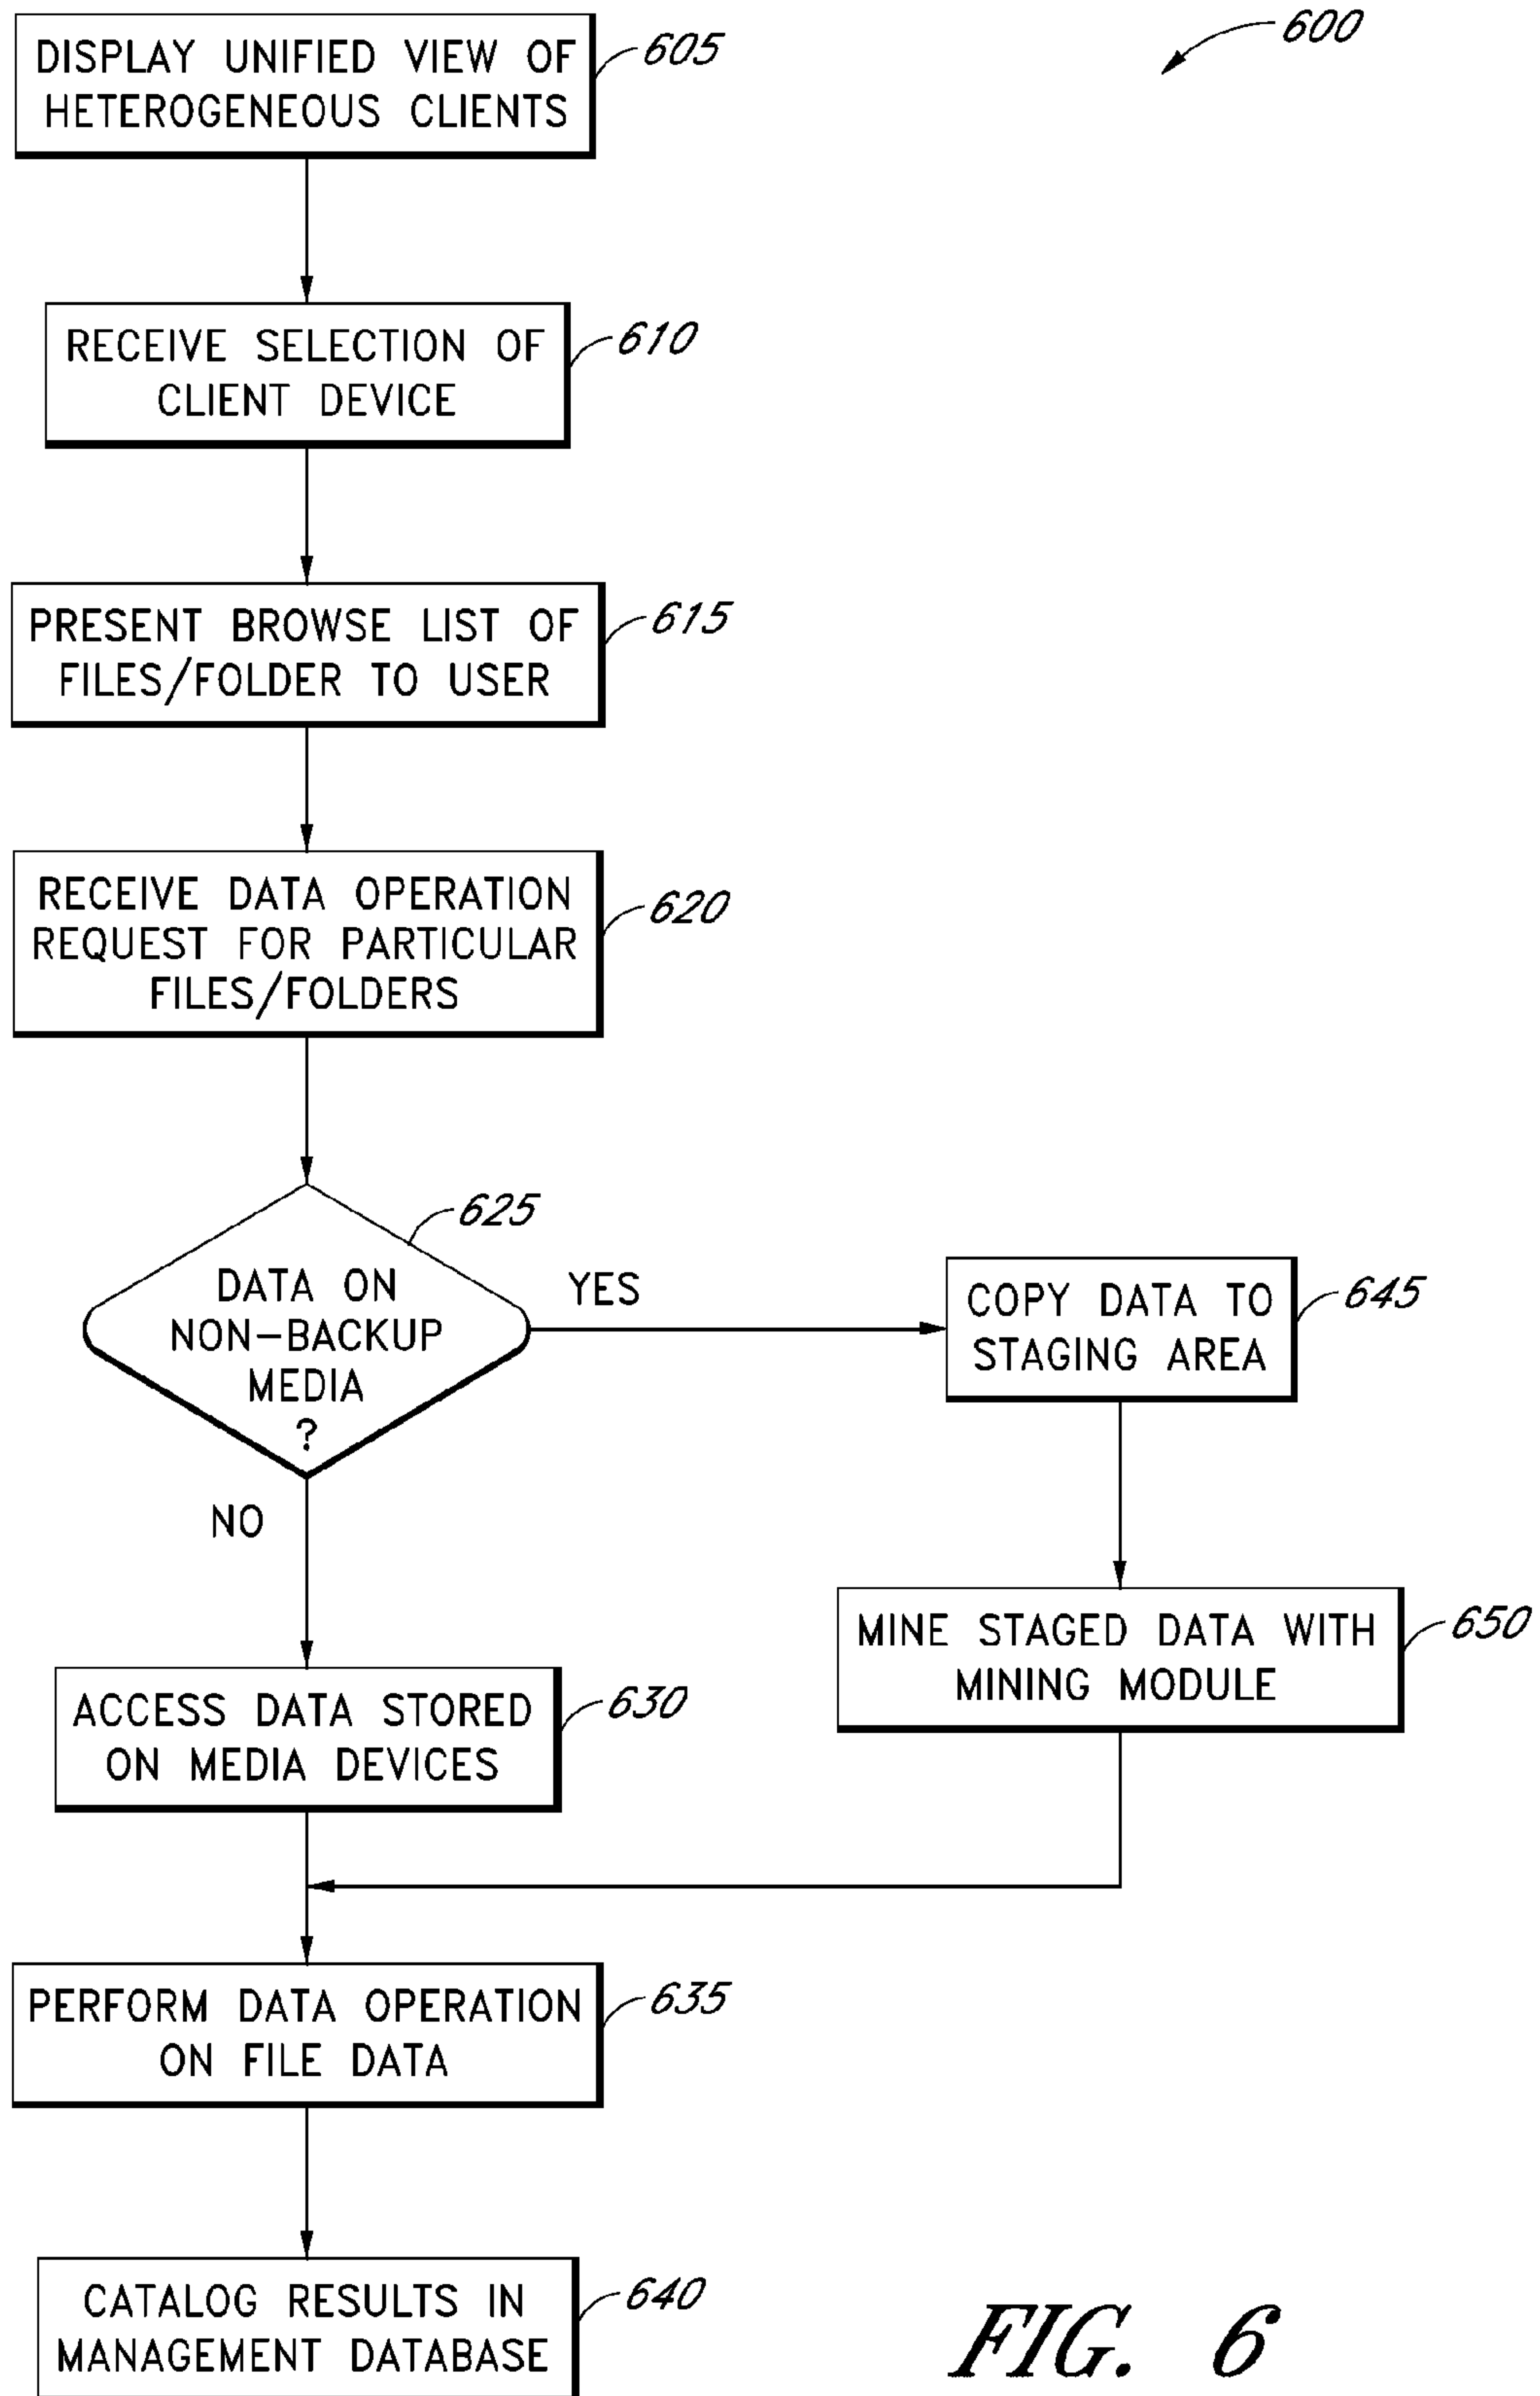 600
DISPLAY UNIFIED VIEW OF
HETEROGENEOUS CLIENTS
605
RECEIVE SELECTION OF
CLIENT DEVICE
610
PRESENT BROWSE LIST OF
FILES/FOLDER TO USER
615
RECEIVE DATA OPERATION
REQUEST FOR PARTICULAR
FILES/FOLDERS
620
DATA ON
NON-BACKUP
MEDIA
?
625
YES
NO
COPY DATA TO
STAGING AREA
645
MINE STAGED DATA WITH
MINING MODULE
650
ACCESS DATA STORED
ON MEDIA DEVICES
630
PERFORM DATA OPERATION
ON FILE DATA
635
CATALOG RESULTS IN
MANAGEMENT DATABASE
640
FIG. 6